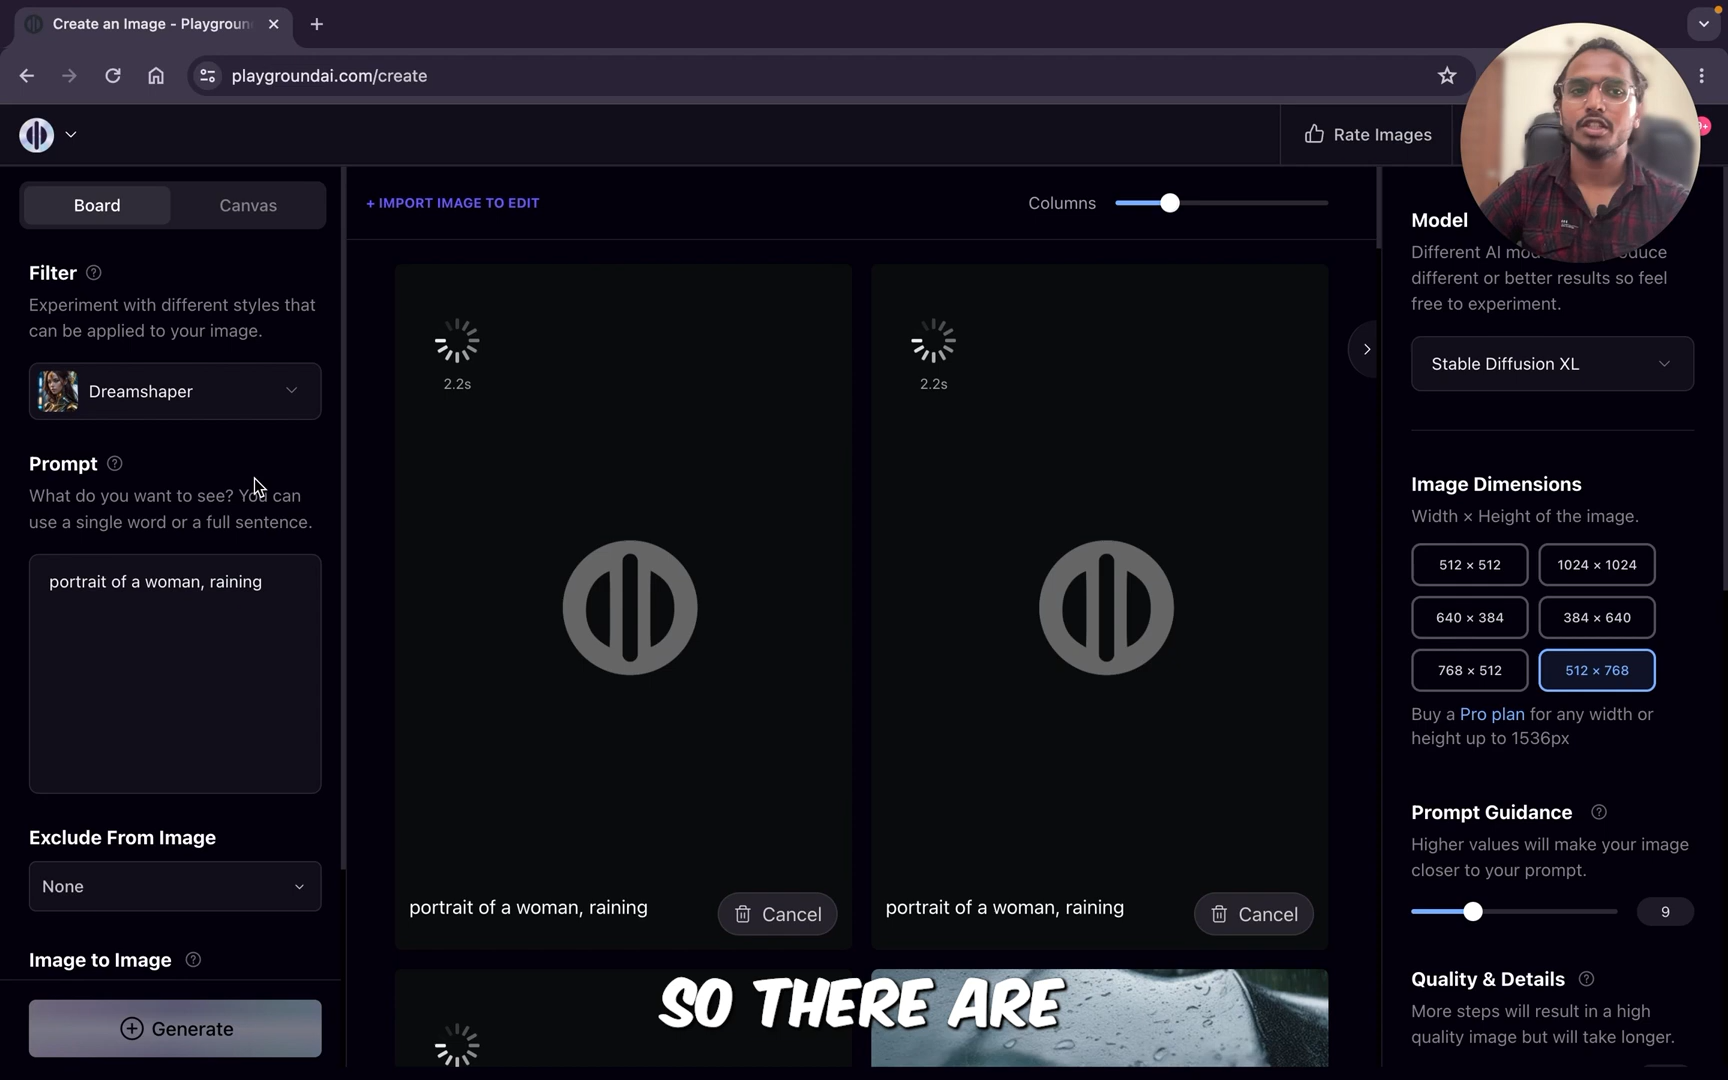 Create an Image - Playgroun
playgroundai.com/create
Rate Images
9+
Board
Canvas
+ IMPORT IMAGE TO EDIT
Columns
Filter
Experiment with different styles that
can be applied to your image.
Dreamshaper
Prompt
What do you want to see? You can
use a single word or a full sentence.
portrait of a woman, raining
Exclude From Image
None
Image to Image
Generate
2.2s
2.2s
portrait of a woman, raining
Cancel
portrait of a woman, raining
Cancel
SO THERE ARE
Model
Different AI
different or better results so feel
free to experiment.
Stable Diffusion XL
Image Dimensions
Width × Height of the image.
512 × 512
1024 × 1024
640 × 384
384 × 640
768 × 512
512 × 768
Buy a Pro plan for any width or
height up to 1536px
Prompt Guidance
Higher values will make your image
closer to your prompt.
9
Quality & Details
More steps will result in a high
quality image but will take longer.